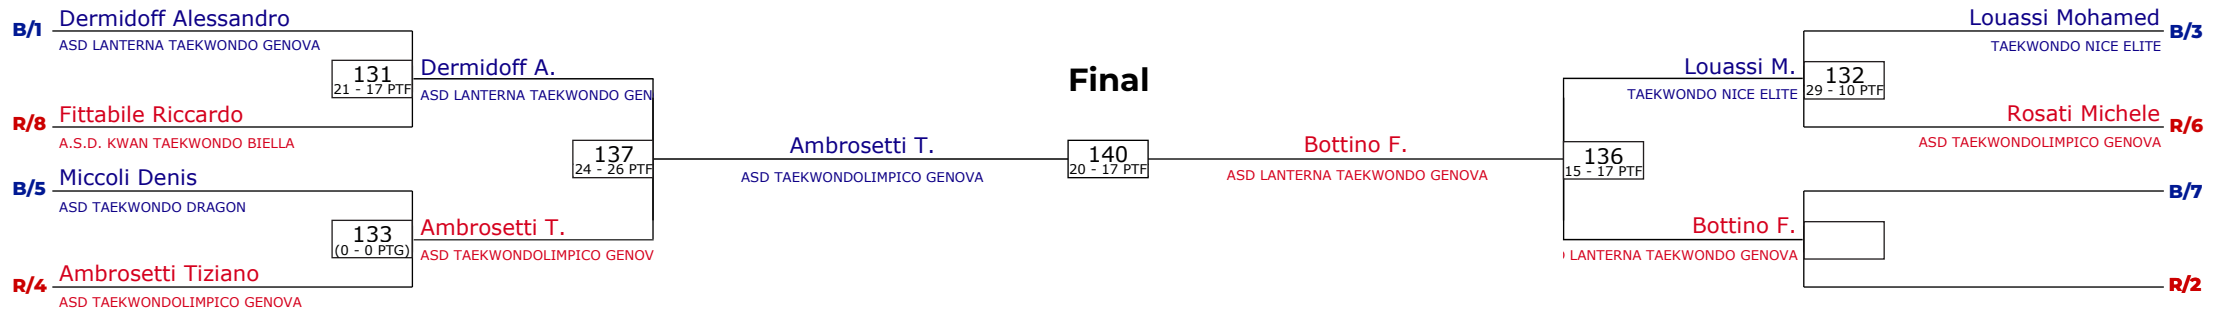 B/1
Dermidoff Alessandro
ASD LANTERNA TAEKWONDO GENOVA
131
21 - 17 PTF
R/8
Fittabile Riccardo
A.S.D. KWAN TAEKWONDO BIELLA
Dermidoff A.
ASD LANTERNA TAEKWONDO GEN
137
24 - 26 PTF
B/5
Miccoli Denis
ASD TAEKWONDO DRAGON
133
(0 - 0 PTG)
R/4
Ambrosetti Tiziano
ASD TAEKWONDOLIMPICO GENOVA
Ambrosetti T.
ASD TAEKWONDOLIMPICO GENOV
Final
Ambrosetti T.
ASD TAEKWONDOLIMPICO GENOVA
140
20 - 17 PTF
Bottino F.
ASD LANTERNA TAEKWONDO GENOVA
Louassi M.
TAEKWONDO NICE ELITE
136
15 - 17 PTF
Bottino F.
LANTERNA TAEKWONDO GENOVA
Louassi Mohamed
B/3
TAEKWONDO NICE ELITE
132
29 - 10 PTF
Rosati Michele
R/6
ASD TAEKWONDOLIMPICO GENOVA
B/7
R/2